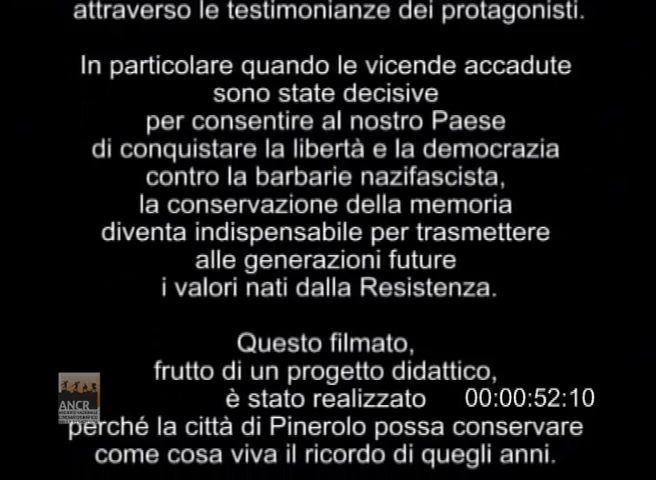 attraverso le testimonianze dei protagonisti.
In particolare quando le vicende accadute
sono state decisive
per consentire al nostro Paese
di conquistare la libertà e la democrazia
contro la barbarie nazifascista,
la conservazione della memoria
diventa indispensabile per trasmettere
alle generazioni future
i valori nati dalla Resistenza.
Questo filmato,
frutto di un progetto didattico,
è stato realizzato
00:00:52:10
ANCR
perché la città di Pinerolo possa conservare
come cosa viva il ricordo di quegli anni.